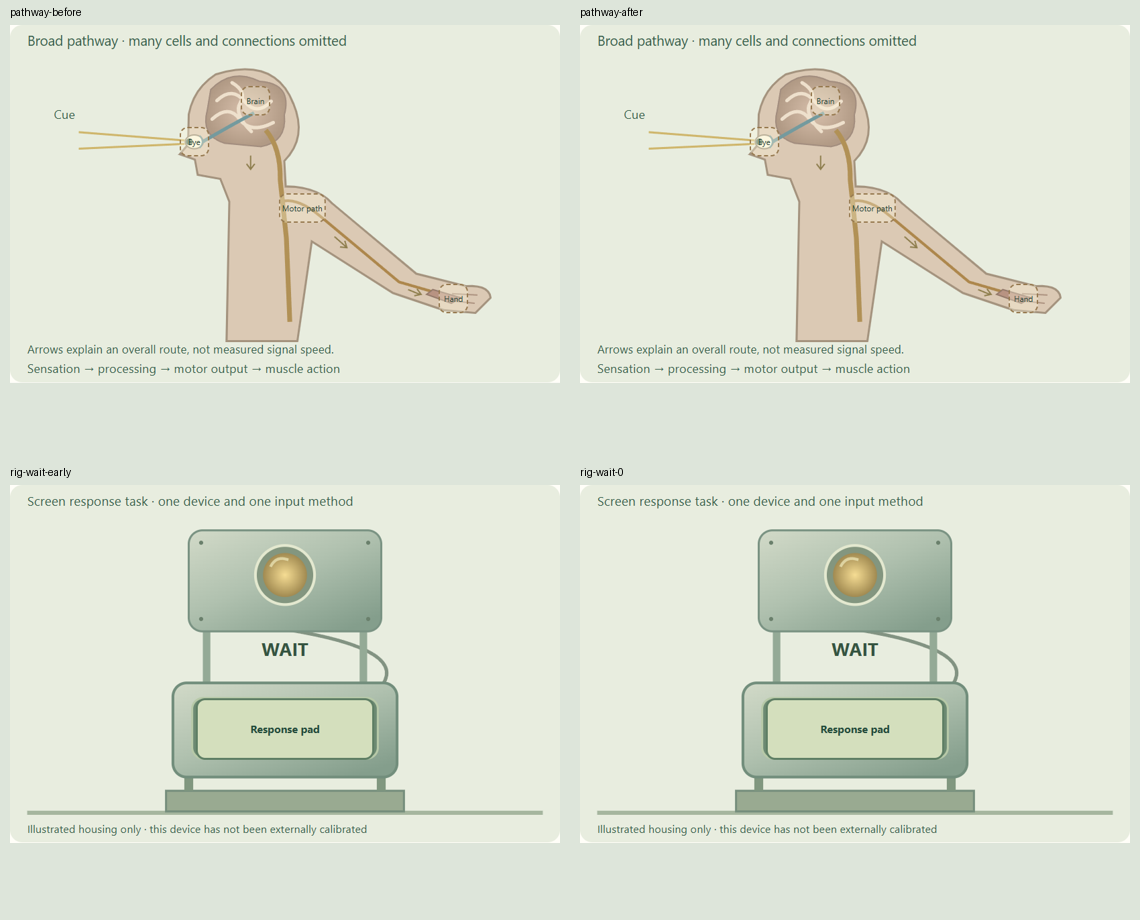 pathway-before
Broad pathway · many cells and connections omitted
Cue
Brain
Eye
Motor path
Hand
Arrows explain an overall route, not measured signal speed.
Sensation → processing → motor output → muscle action
pathway-after
Broad pathway · many cells and connections omitted
Cue
Brain
Eye
Motor path
Hand
Arrows explain an overall route, not measured signal speed.
Sensation → processing → motor output → muscle action
rig-wait-early
Screen response task · one device and one input method
WAIT
Response pad
Illustrated housing only · this device has not been externally calibrated
rig-wait-0
Screen response task · one device and one input method
WAIT
Response pad
Illustrated housing only · this device has not been externally calibrated